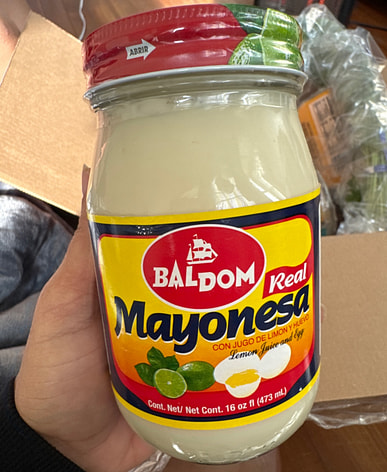 ABRIR
BALDOM
Real
Mayonesa
CON JUGO DE LIMON Y HUEVO
Lemon Juice and Egg
Cont. Net/ Net Cont. 16 oz fl (473 mL)